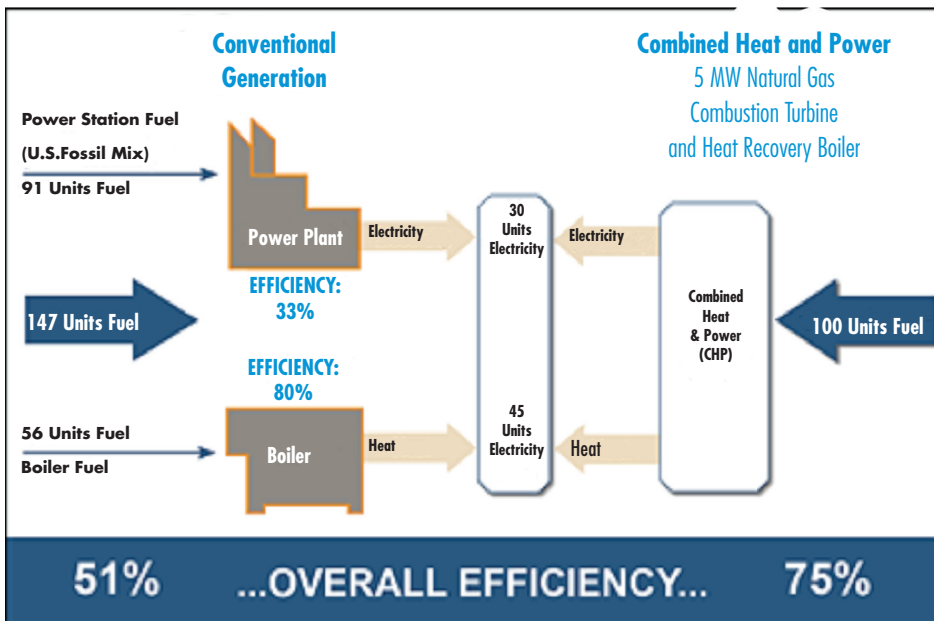 Conventional
Generation
Combined Heat and Power
5 MW Natural Gas
Combustion Turbine
and Heat Recovery Boiler
Power Station Fuel
(U.S.Fossil Mix)
91 Units Fuel
Power Plant
Electricity
30
Units
Electricity
Electricity
EFFICIENCY:
33%
147 Units Fuel
Combined
Heat
& Power
(CHP)
100 Units Fuel
EFFICIENCY:
80%
56 Units Fuel
Boiler Fuel
Boiler
Heat
45
Units
Electricity
Heat
51% ...OVERALL EFFICIENCY... 75%